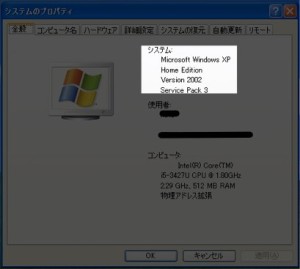 システムのプロパティ
全般 コンピュータ名 ハードウェア 詳細設定 システムの復元 自動更新 リモート
システム:
Microsoft Windows XP
Home Edition
Version 2002
Service Pack 3
使用者:
コンピュータ:
Intel(R) Core(TM)
i5-3427U CPU @ 1.80GHz
2.29 GHz, 512 MB RAM
物理アドレス拡張
OK キャンセル 適用(A)